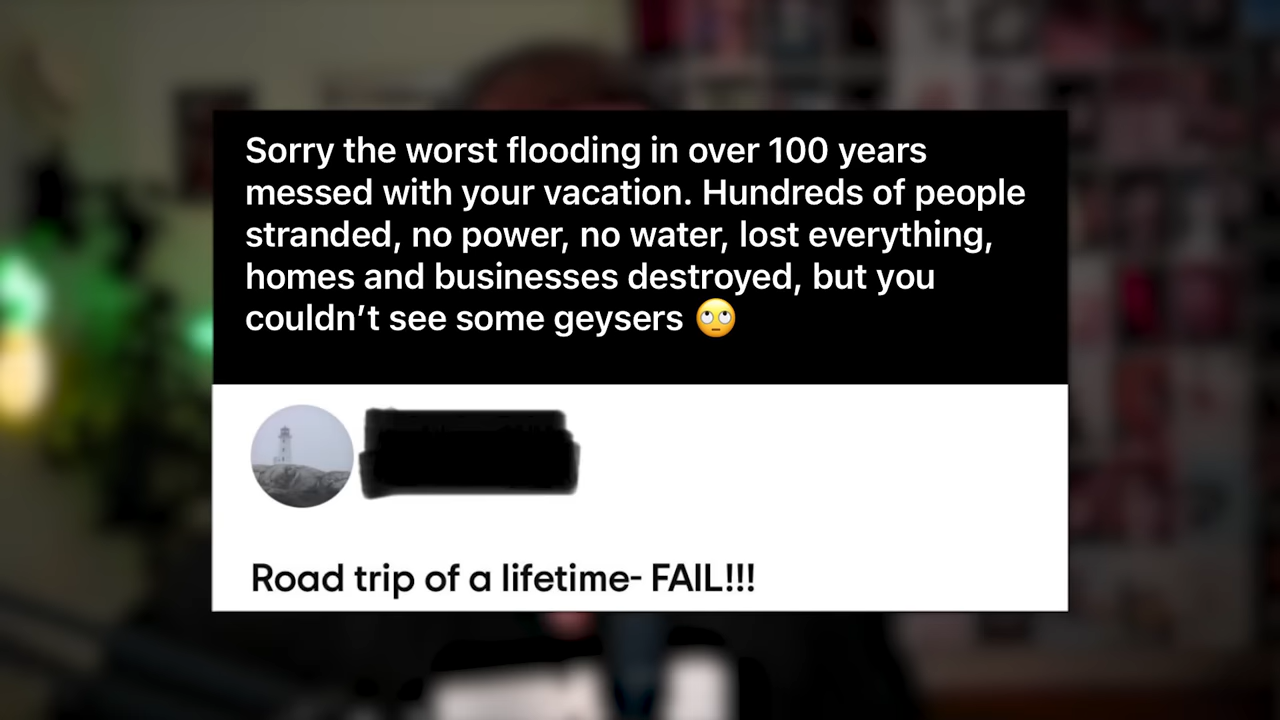 Sorry the worst flooding in over 100 years
messed with your vacation. Hundreds of people
stranded, no power, no water, lost everything,
homes and businesses destroyed, but you
couldn’t see some geysers 🙄
Road trip of a lifetime- FAIL!!!